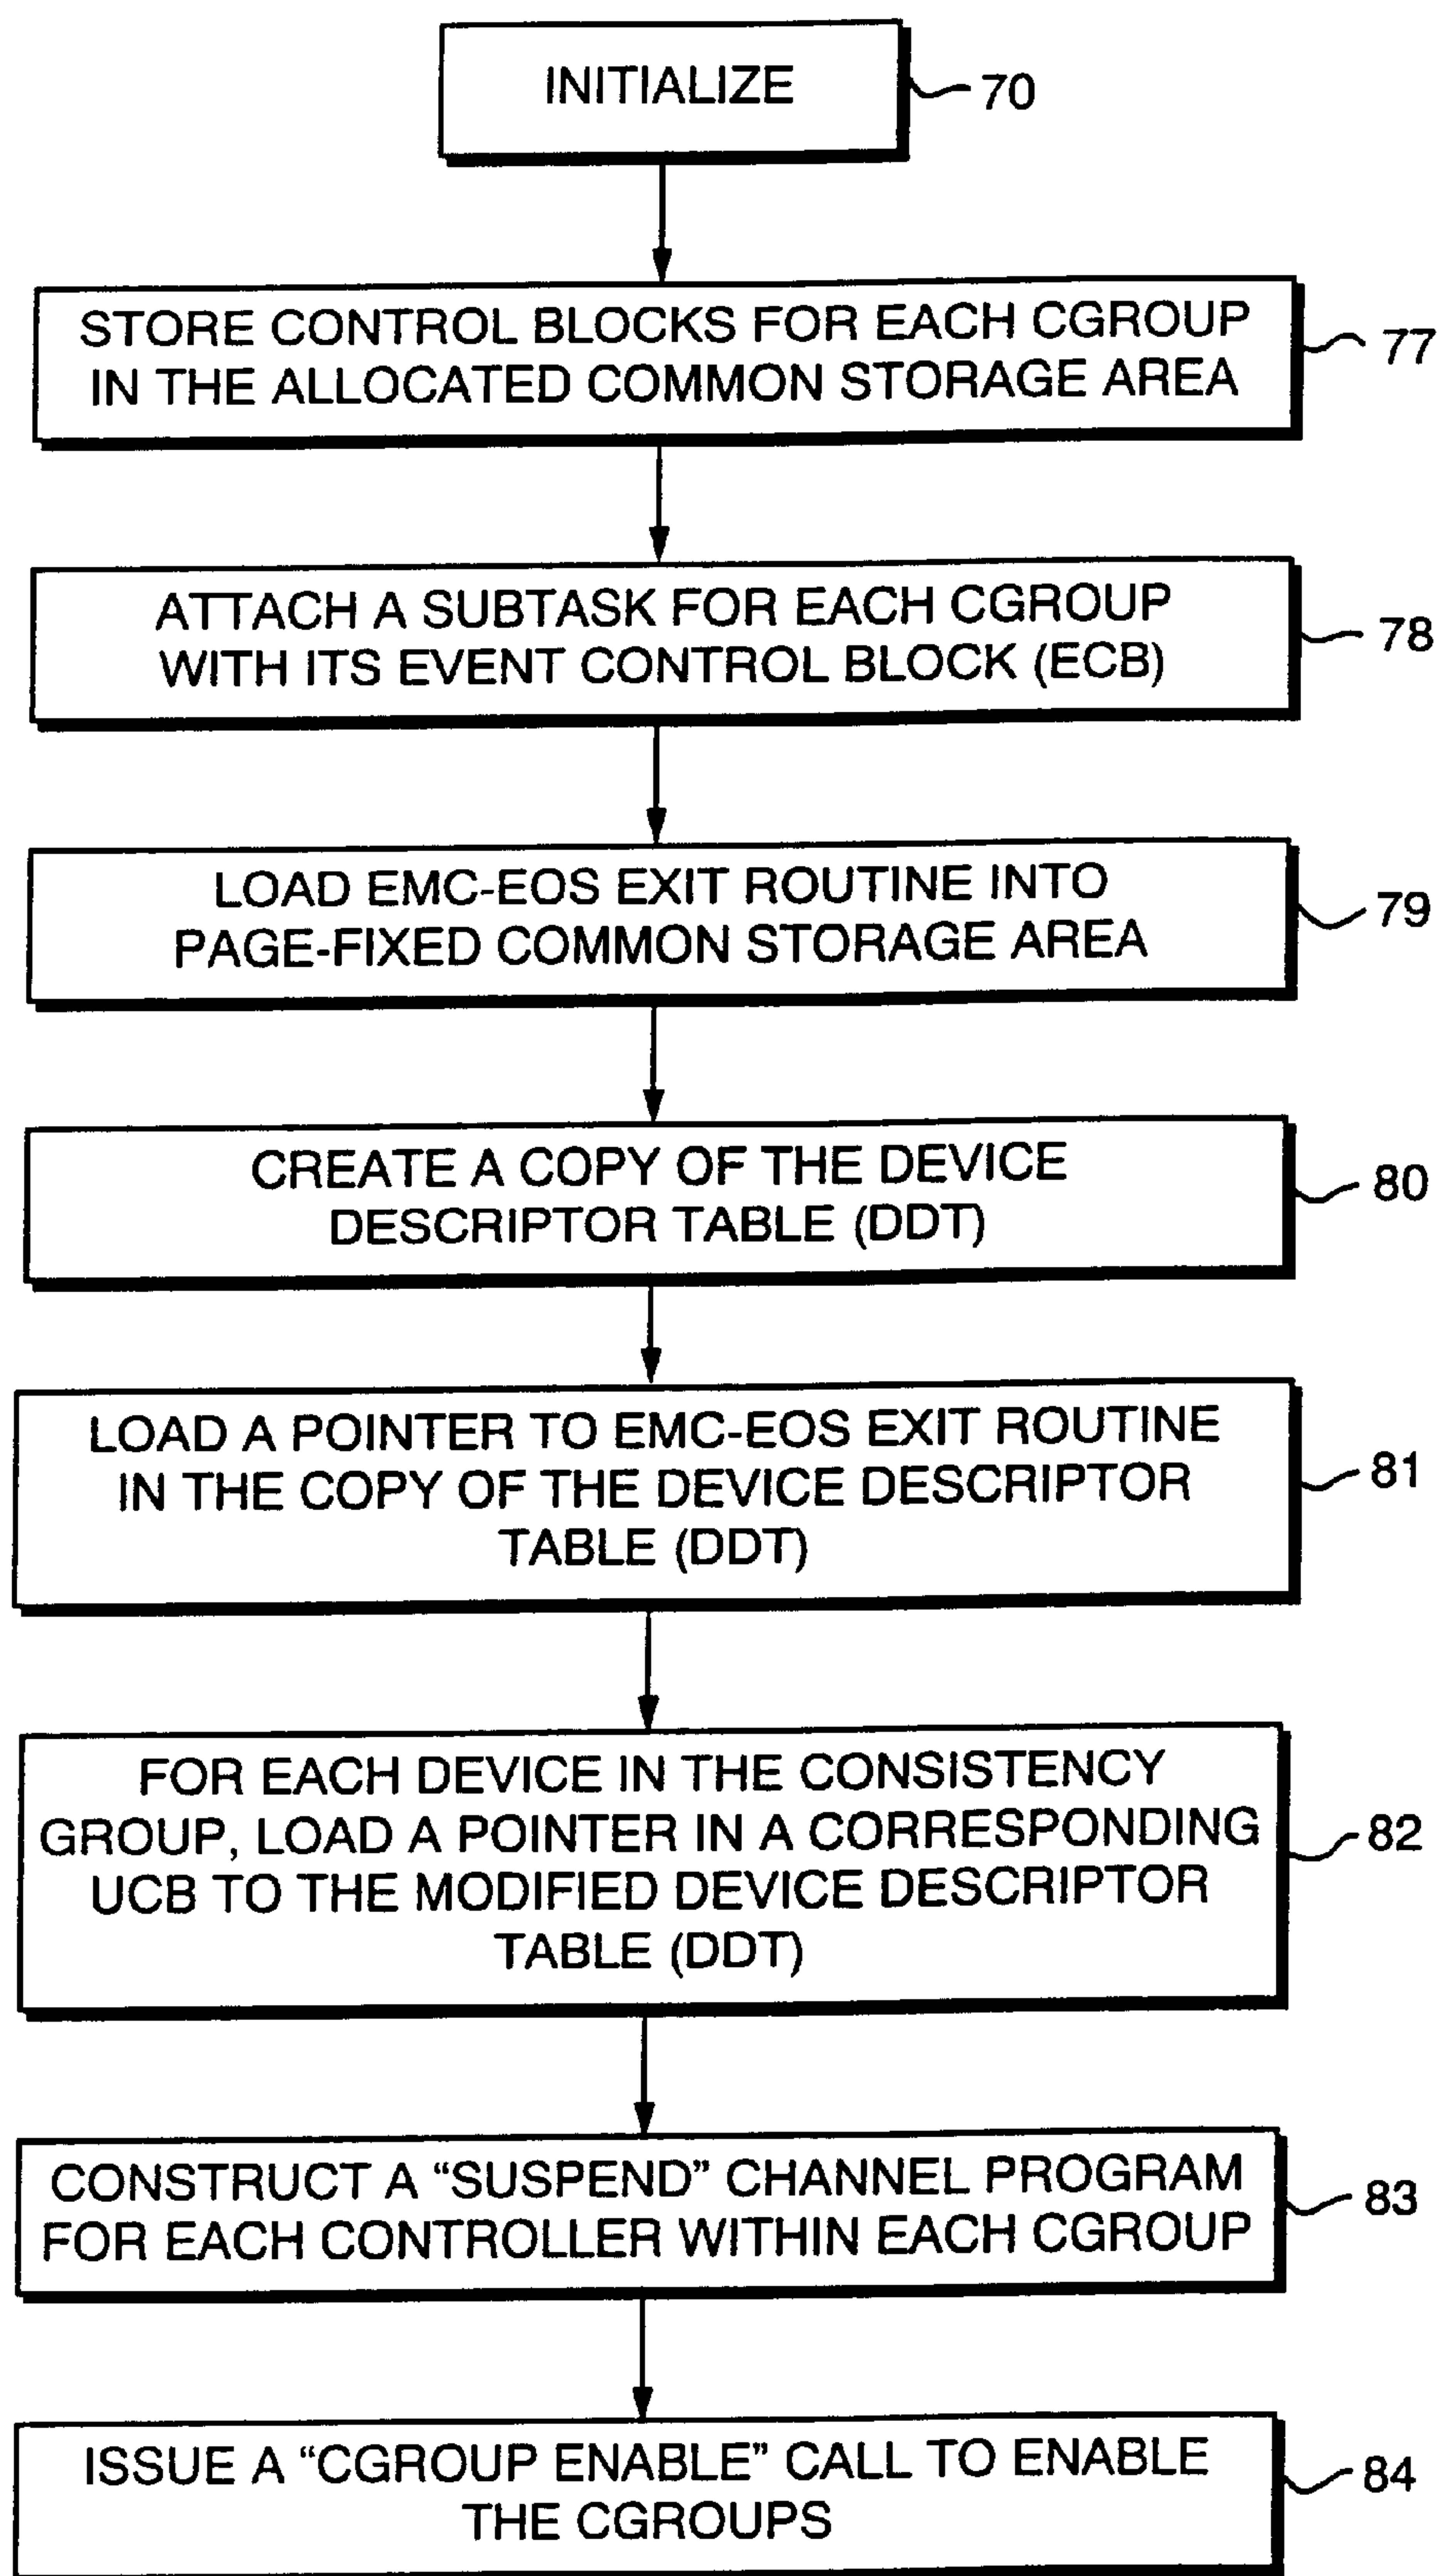 INITIALIZE
70
STORE CONTROL BLOCKS FOR EACH CGROUP
IN THE ALLOCATED COMMON STORAGE AREA
77
ATTACH A SUBTASK FOR EACH CGROUP
WITH ITS EVENT CONTROL BLOCK (ECB)
78
LOAD EMC-EOS EXIT ROUTINE INTO
PAGE-FIXED COMMON STORAGE AREA
79
CREATE A COPY OF THE DEVICE
DESCRIPTOR TABLE (DDT)
80
LOAD A POINTER TO EMC-EOS EXIT ROUTINE
IN THE COPY OF THE DEVICE DESCRIPTOR
TABLE (DDT)
81
FOR EACH DEVICE IN THE CONSISTENCY
GROUP, LOAD A POINTER IN A CORRESPONDING
UCB TO THE MODIFIED DEVICE DESCRIPTOR
TABLE (DDT)
82
CONSTRUCT A “SUSPEND” CHANNEL PROGRAM
FOR EACH CONTROLLER WITHIN EACH CGROUP
83
ISSUE A “CGROUP ENABLE” CALL TO ENABLE
THE CGROUPS
84